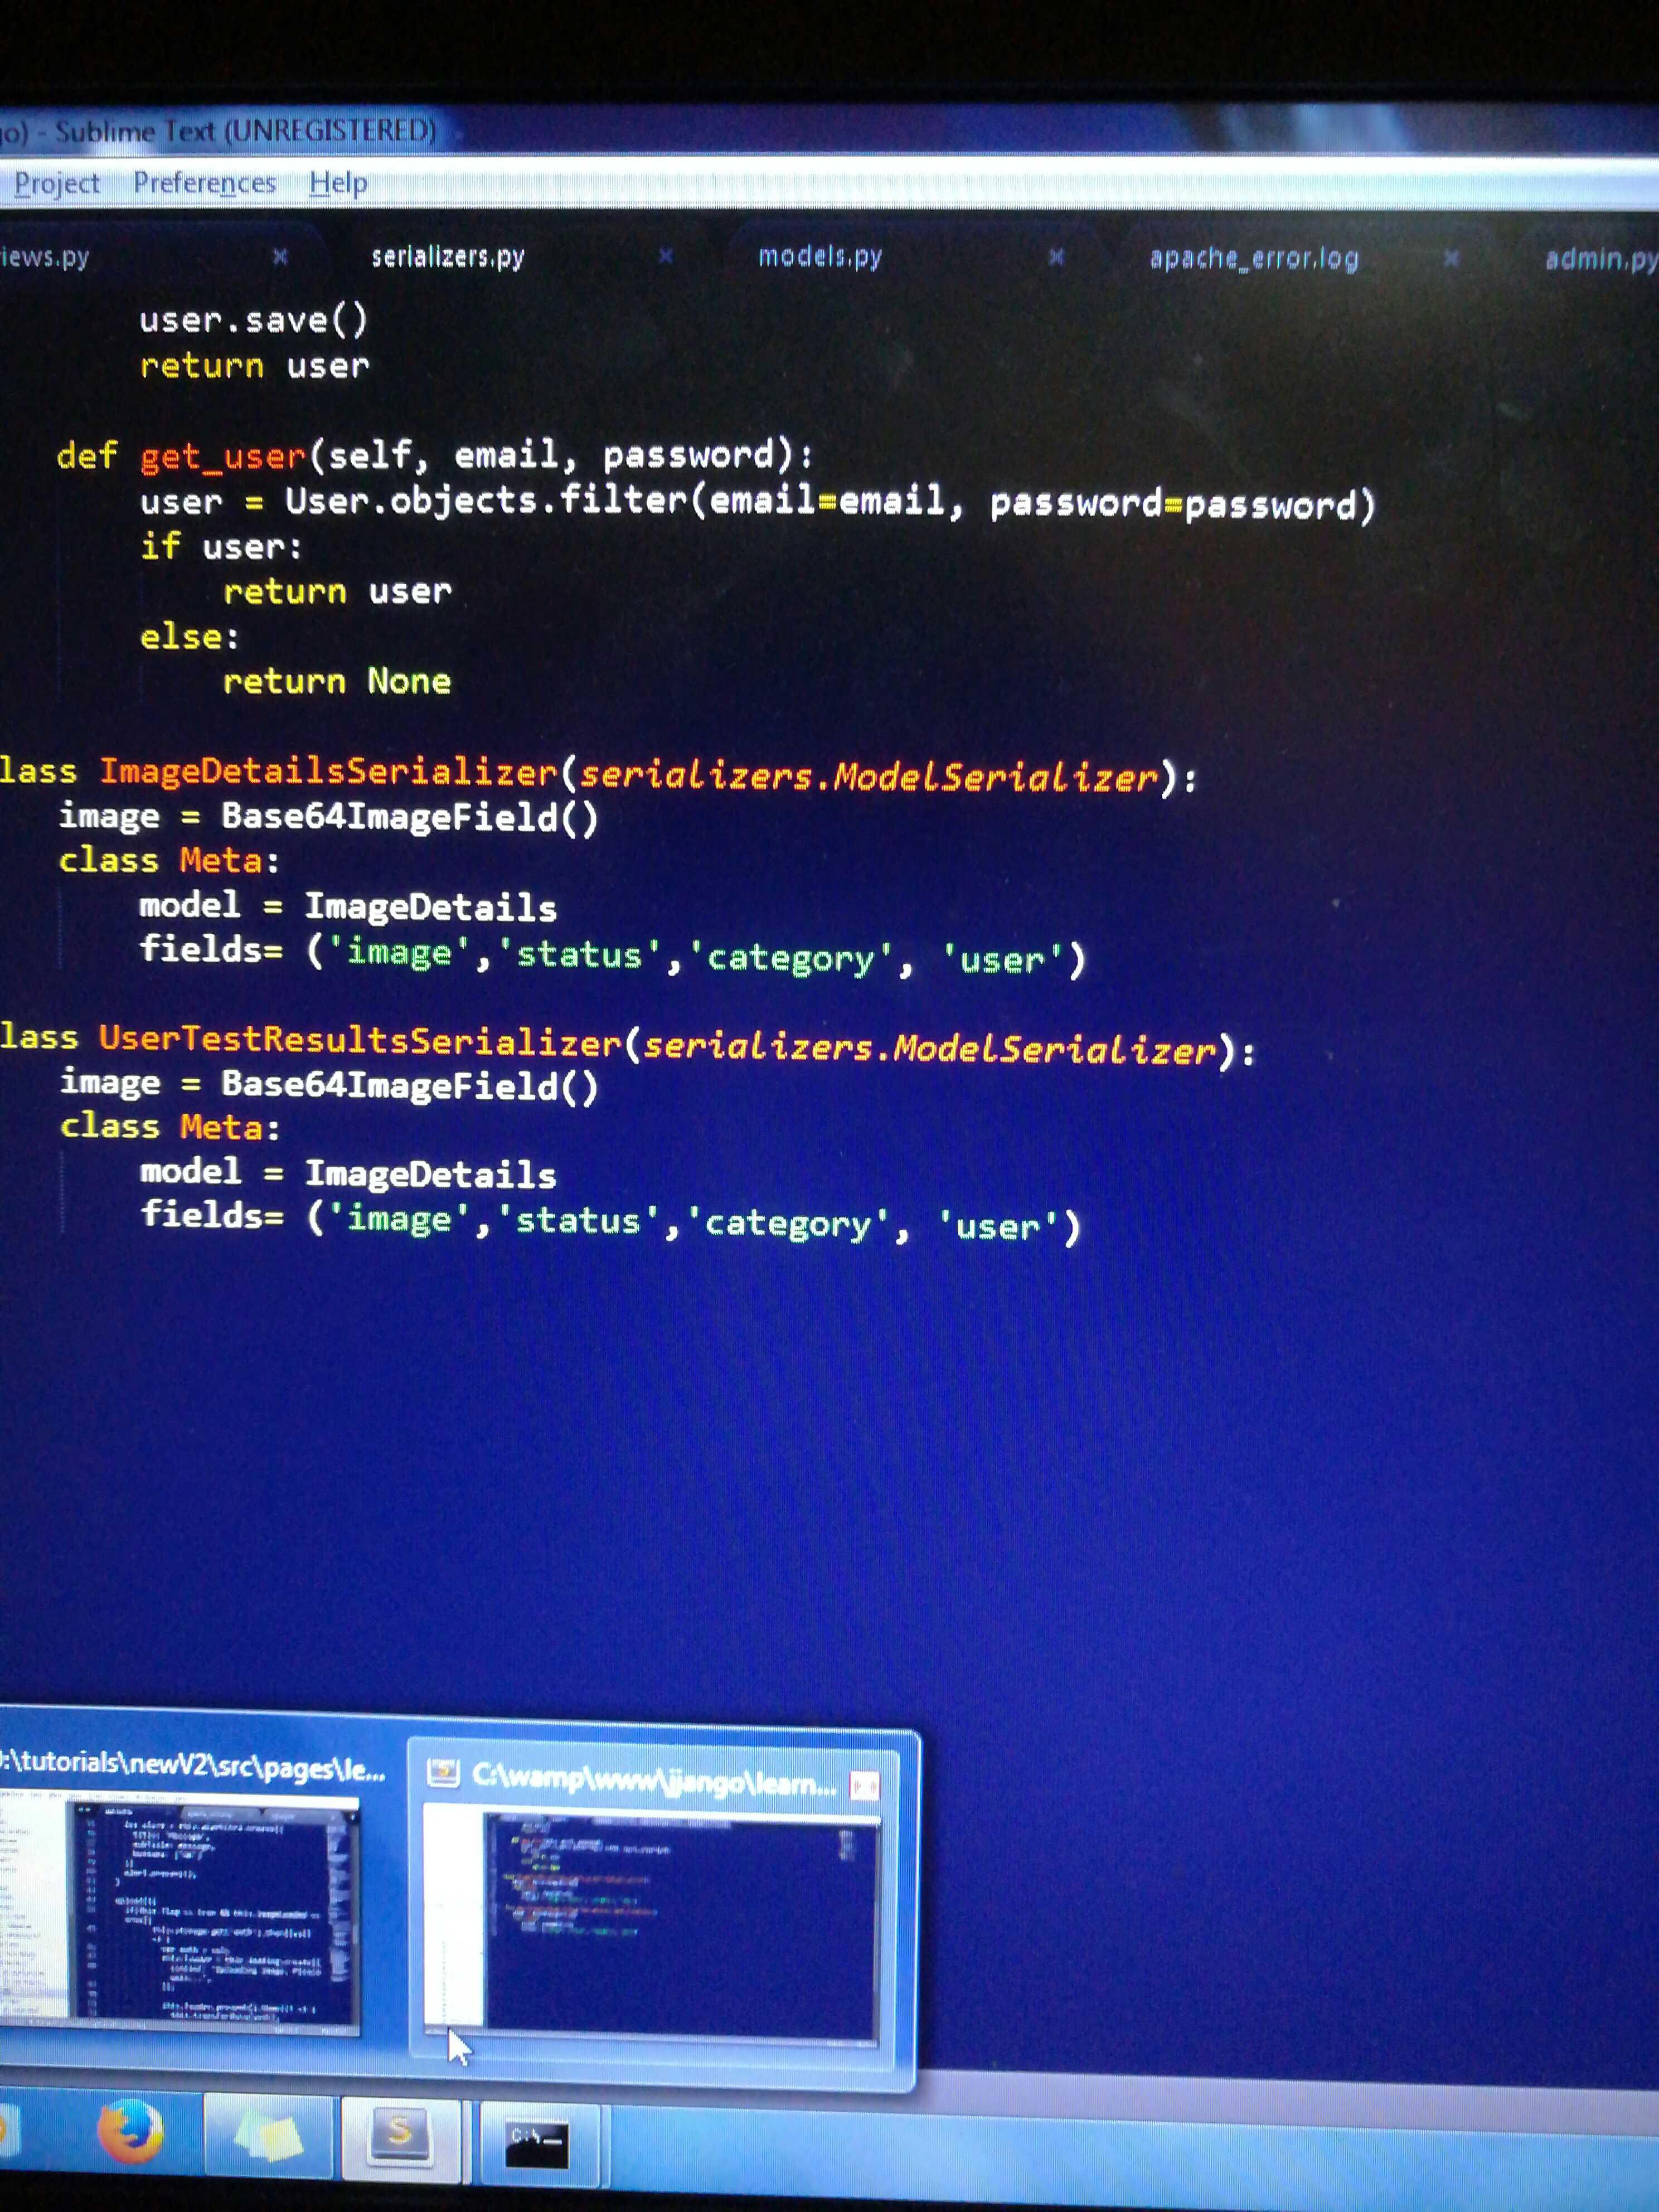 go) - Sublime Text (UNREGISTERED)
Project Preferences Help
iews.py × serializers.py × models.py × apache_error.log × admin.py
user.save()
return user
def get_user(self, email, password):
user = User.objects.filter(email=email, password=password)
if user:
return user
else:
return None
lass ImageDetailsSerializer(serializers.ModelSerializer):
image = Base64ImageField()
class Meta:
model = ImageDetails
fields= ('image','status','category', 'user')
lass UserTestResultsSerializer(serializers.ModelSerializer):
image = Base64ImageField()
class Meta:
model = ImageDetails
fields= ('image','status','category', 'user')
:\tutorials\newV2\src\pages\le... C:\wamp\www\jjango\learn...
C:\_